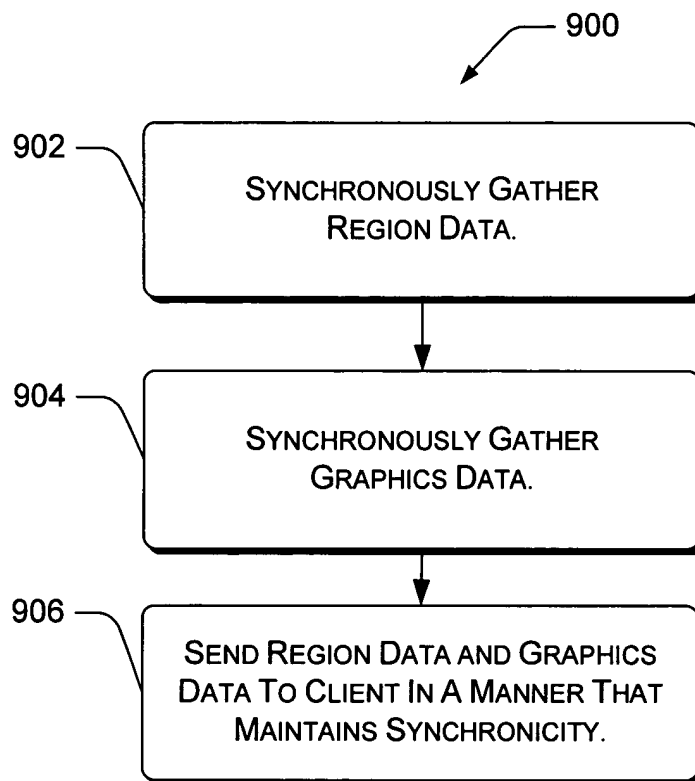 900
902
SYNCHRONOUSLY GATHER
REGION DATA.
904
SYNCHRONOUSLY GATHER
GRAPHICS DATA.
906
SEND REGION DATA AND GRAPHICS
DATA TO CLIENT IN A MANNER THAT
MAINTAINS SYNCHRONICITY.